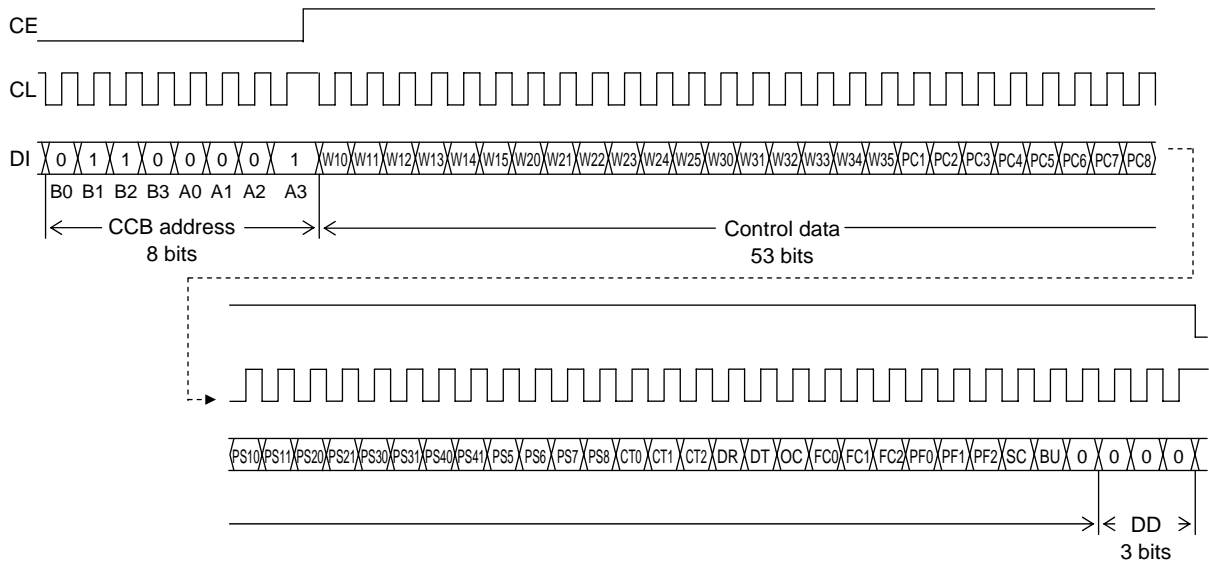 CE
CL
DI 0 1 1 0 0 0 0 1 W10 W11 W12 W13 W14 W15 W20 W21 W22 W23 W24 W25 W30 W31 W32 W33 W34 W35 PC1 PC2 PC3 PC4 PC5 PC6 PC7 PC8
B0 B1 B2 B3 A0 A1 A2 A3
CCB address Control data
8 bits 53 bits
PS10 PS11 PS20 PS21 PS30 PS31 PS40 PS41 PS5 PS6 PS7 PS8 CT0 CT1 CT2 DR DT OC FC0 FC1 FC2 PF0 PF1 PF2 SC BU 0 0 0 0
DD
3 bits